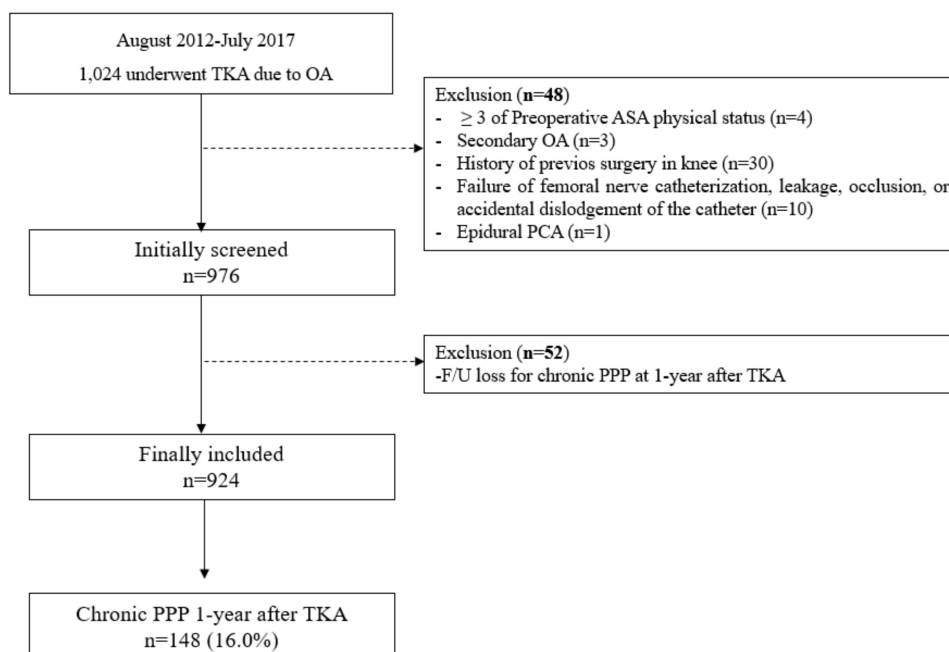 August 2012-July 2017
1,024 underwent TKA due to OA
Exclusion (n=48)
- ≥ 3 of Preoperative ASA physical status (n=4)
- Secondary OA (n=3)
- History of previos surgery in knee (n=30)
- Failure of femoral nerve catheterization, leakage, occlusion, or
accidental dislodgement of the catheter (n=10)
- Epidural PCA (n=1)
Initially screened
n=976
Exclusion (n=52)
-F/U loss for chronic PPP at 1-year after TKA
Finally included
n=924
Chronic PPP 1-year after TKA
n=148 (16.0%)